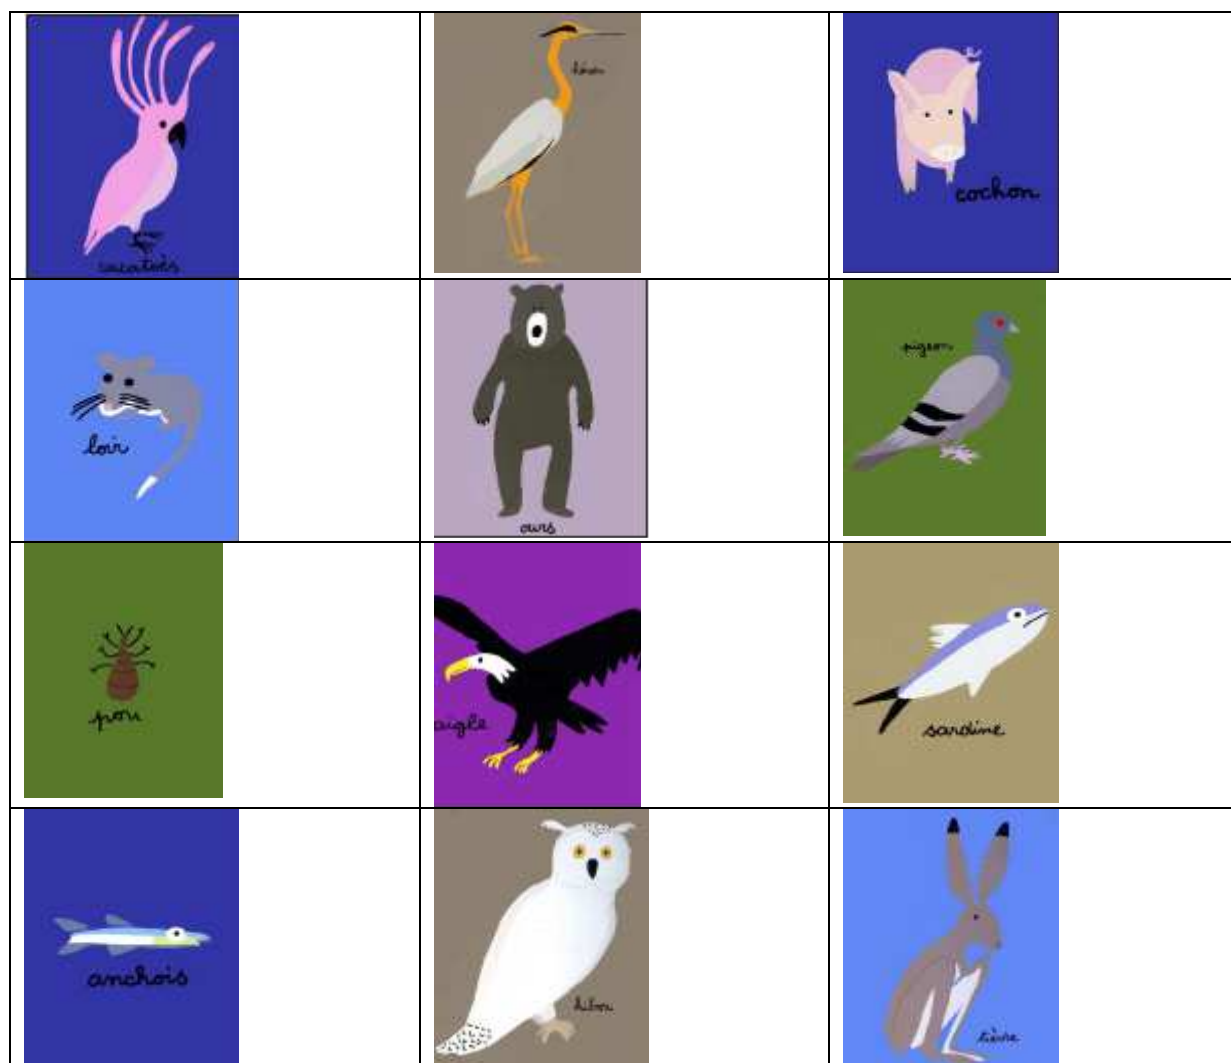 cacatoès
héron
cochon
loir
ours
pigeon
pou
aigle
sardine
anchois
hibou
lièvre